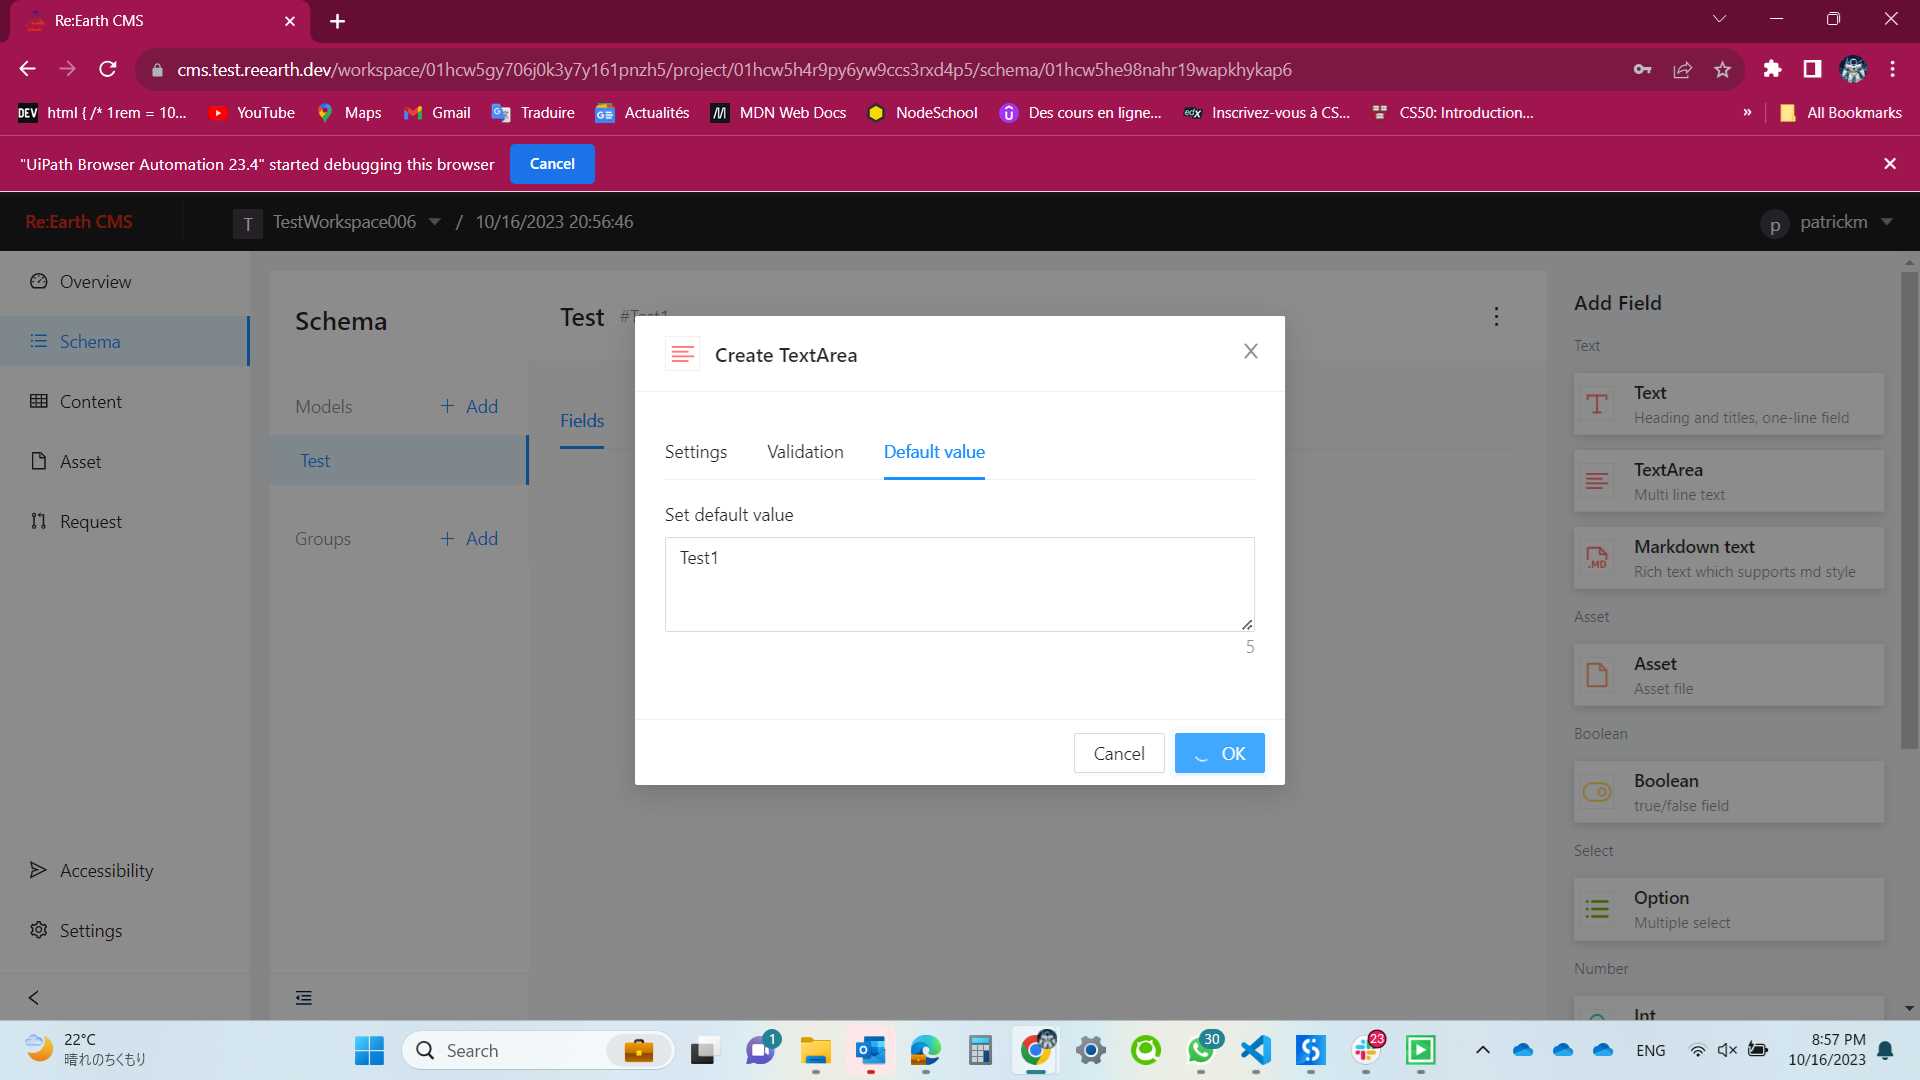 Re:Earth CMS
cms.test.reearth.dev/workspace/01hcw5gy706j0k3y7y161pnzh5/project/01hcw5h4r9py6yw9ccs3rxd4p5/schema/01hcw5he98nahr19wapkhykap6
DEV html { /* 1rem = 10... YouTube Maps Gmail Traduire Actualités MDN Web Docs NodeSchool Des cours en ligne... edX Inscrivez-vous à CS... CS50: Introduction... » All Bookmarks
"UiPath Browser Automation 23.4" started debugging this browser Cancel
Re:Earth CMS T TestWorkspace006 / 10/16/2023 20:56:46 p patrickm
Overview
Schema
Content
Asset
Request
Accessibility
Settings
Schema
Models + Add
Test
Groups + Add
Test #Test1
Fields
Create TextArea
Settings Validation Default value
Set default value
Test1
5
Cancel OK
Add Field
Text
Text
Heading and titles, one-line field
TextArea
Multi line text
Markdown text
Rich text which supports md style
.MD
Asset
Asset
Asset file
Boolean
Boolean
true/false field
Select
Option
Multiple select
Number
Int
22°C
晴れのちくもり
Search
1
30
23
ENG
8:57 PM
10/16/2023